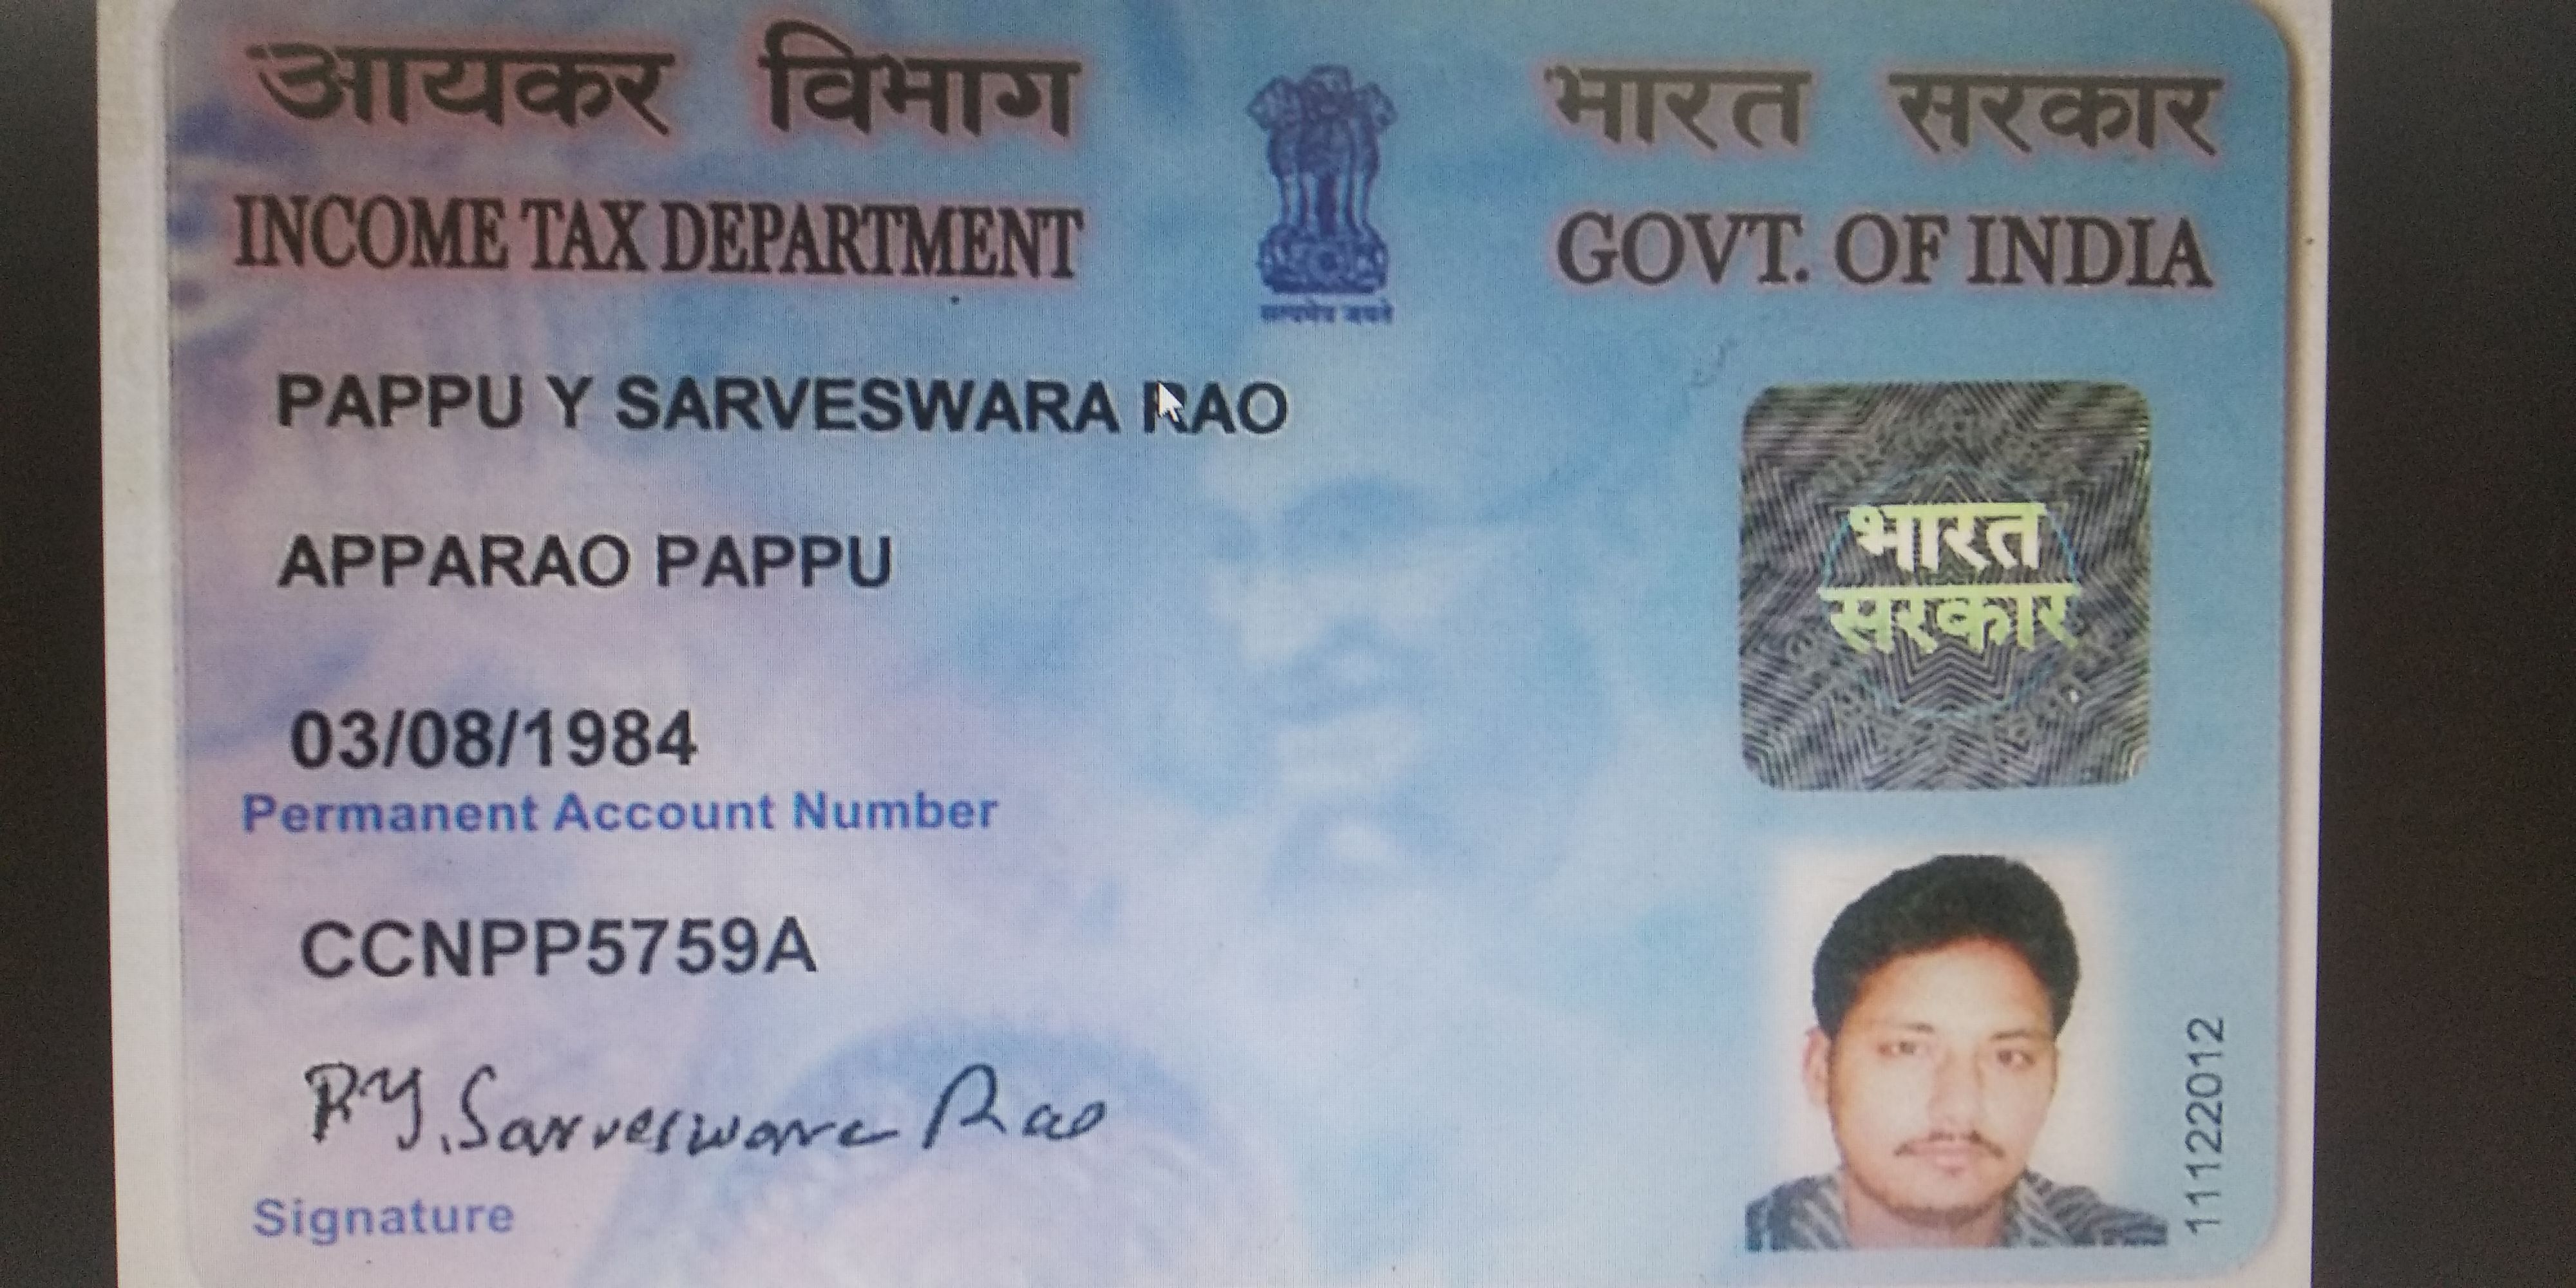 आयकर विभाग
INCOME TAX DEPARTMENT
सत्यमेव जयते
भारत सरकार
GOVT. OF INDIA
PAPPU Y SARVESWARA RAO
APPARAO PAPPU
03/08/1984
Permanent Account Number
CCNPP5759A
P.Y.Sarveswara Rao
Signature
भारत
सरकार
11122012